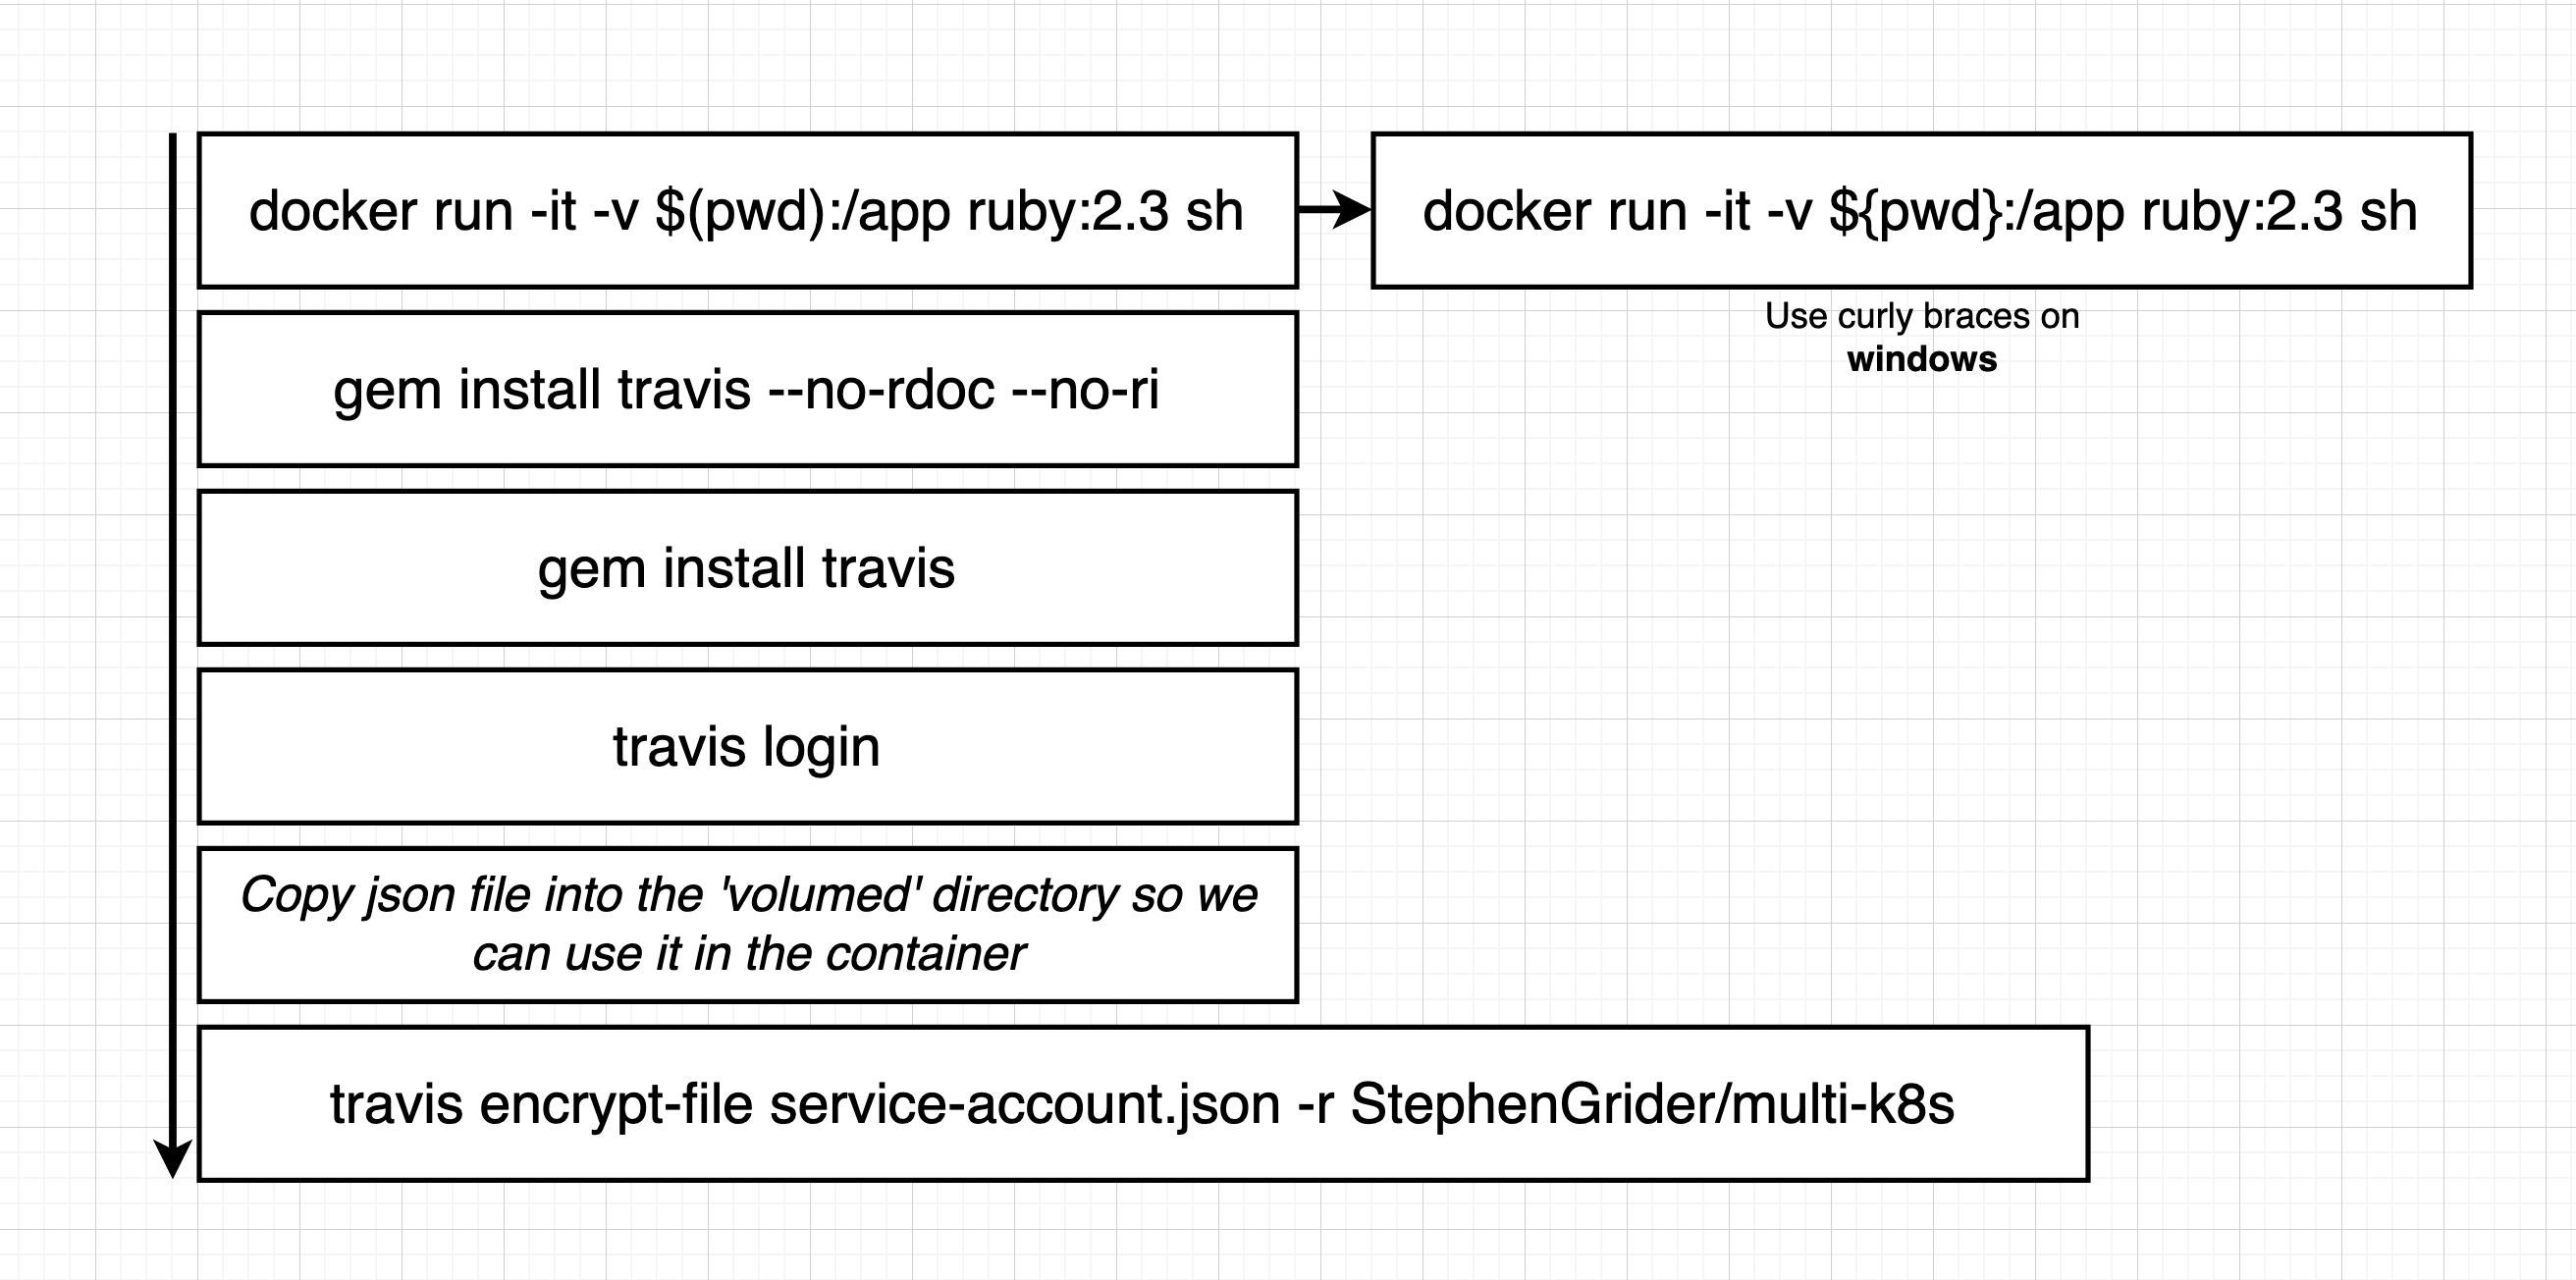 docker run -it -v $(pwd):/app ruby:2.3 sh
docker run -it -v ${pwd}:/app ruby:2.3 sh
Use curly braces on
windows
gem install travis --no-rdoc --no-ri
gem install travis
travis login
Copy json file into the 'volumed' directory so we
can use it in the container
travis encrypt-file service-account.json -r StephenGrider/multi-k8s